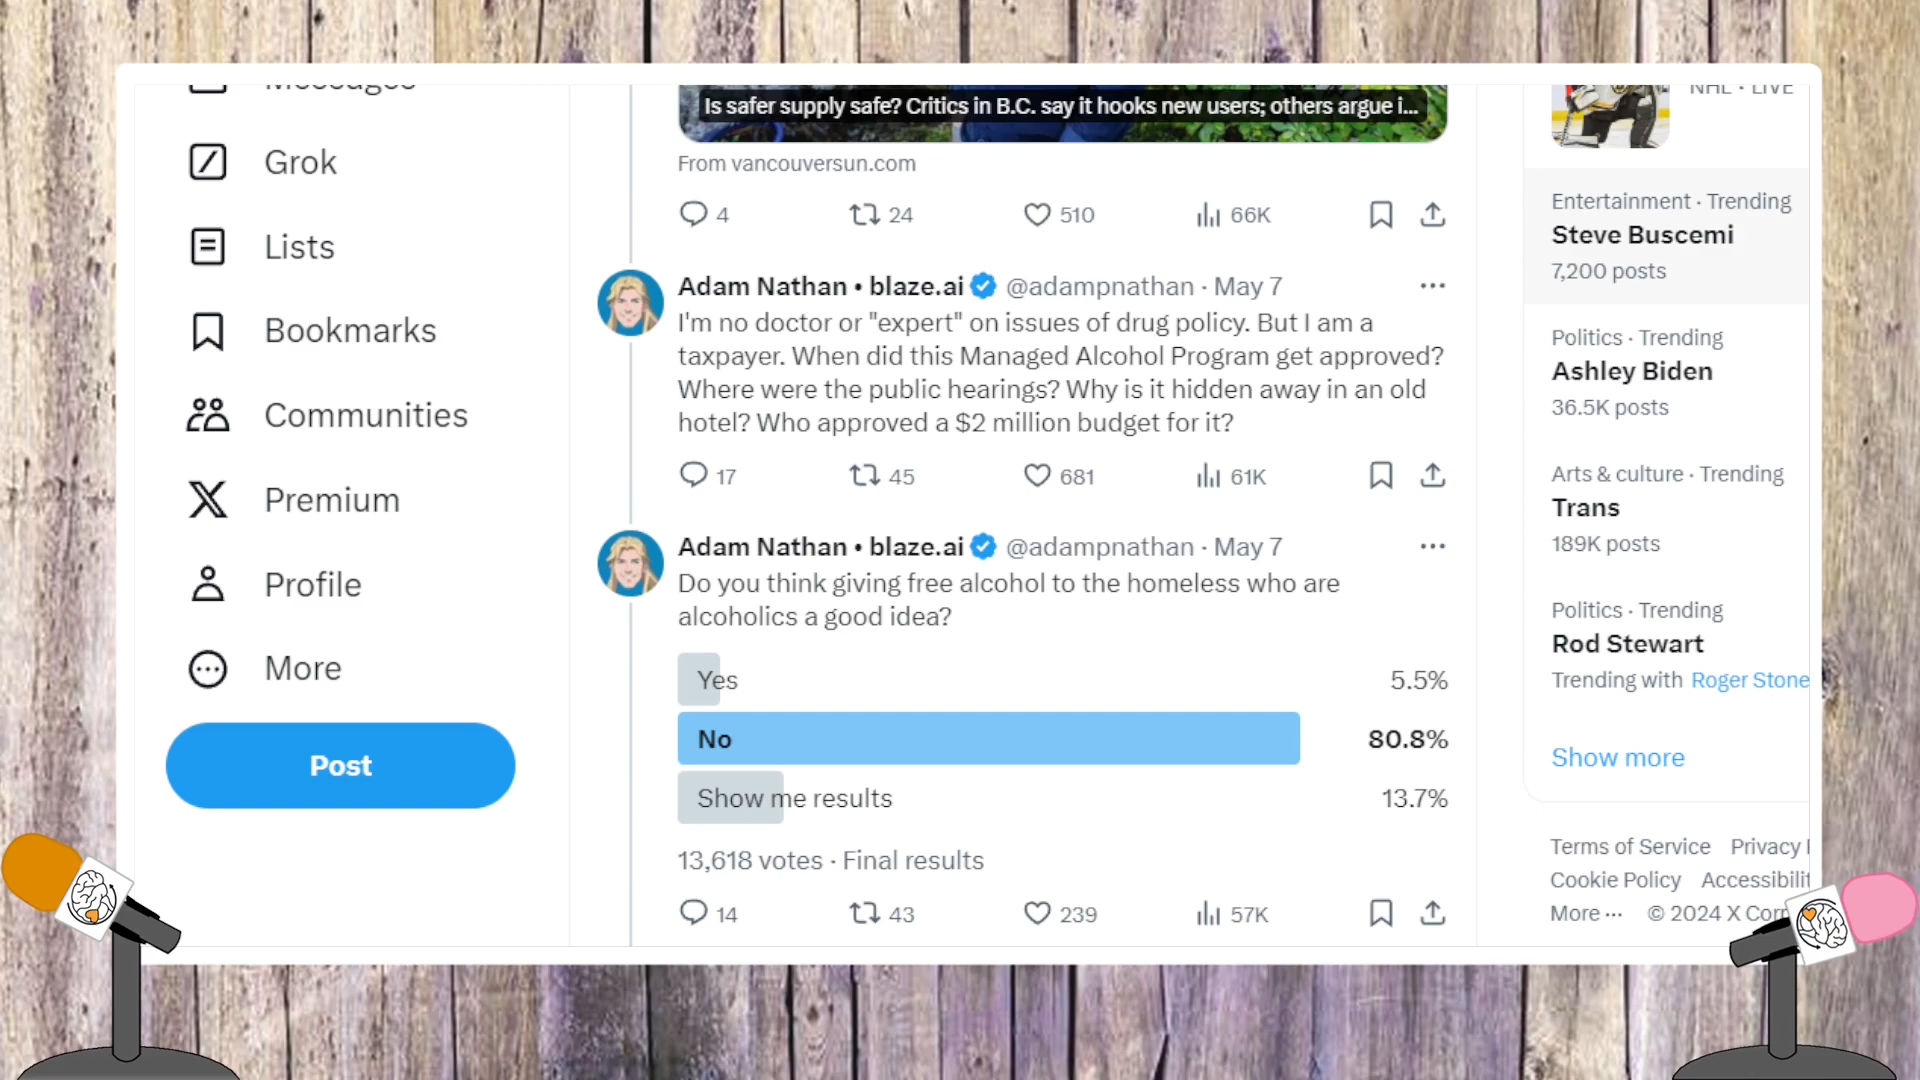 Messages
Grok
Lists
Bookmarks
Communities
Premium
Profile
More
Post
Is safer supply safe? Critics in B.C. say it hooks new users; others argue i...
From vancouversun.com
4 24 510 66K
Adam Nathan • blaze.ai @adampnathan · May 7
I'm no doctor or "expert" on issues of drug policy. But I am a
taxpayer. When did this Managed Alcohol Program get approved?
Where were the public hearings? Why is it hidden away in an old
hotel? Who approved a $2 million budget for it?
17 45 681 61K
Adam Nathan • blaze.ai @adampnathan · May 7
Do you think giving free alcohol to the homeless who are
alcoholics a good idea?
Yes 5.5%
No 80.8%
Show me results 13.7%
13,618 votes · Final results
14 43 239 57K
NHL · LIVE
Entertainment · Trending
Steve Buscemi
7,200 posts
Politics · Trending
Ashley Biden
36.5K posts
Arts & culture · Trending
Trans
189K posts
Politics · Trending
Rod Stewart
Trending with Roger Stone
Show more
Terms of Service Privacy
Cookie Policy Accessibilit
More ··· © 2024 X Corp